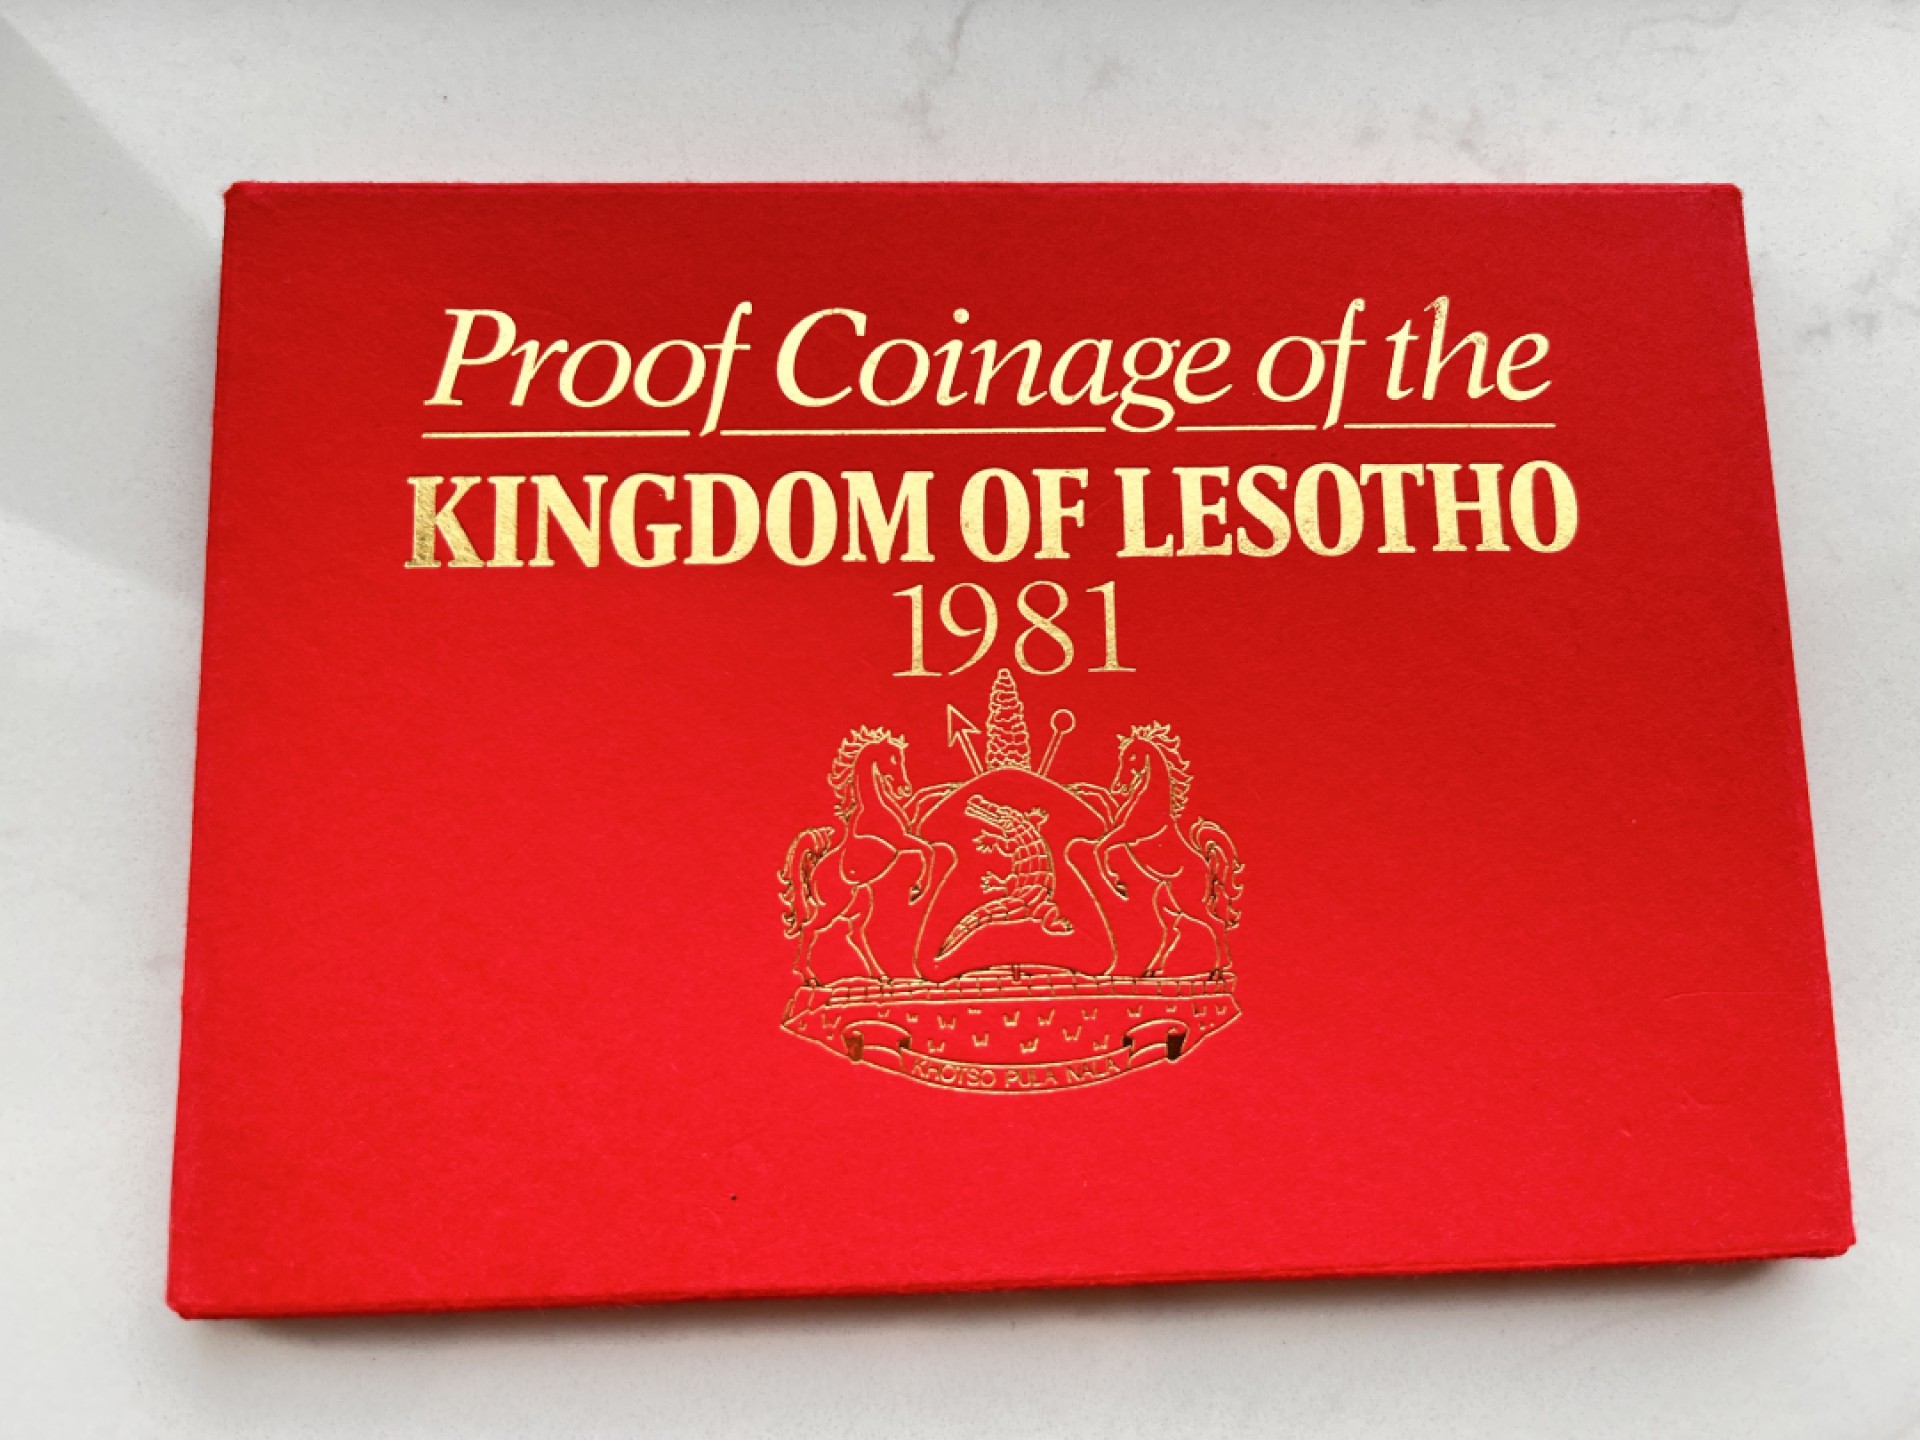 Proof Coinage of the
KINGDOM OF LESOTHO
1981
KHOTSO PULA NALA